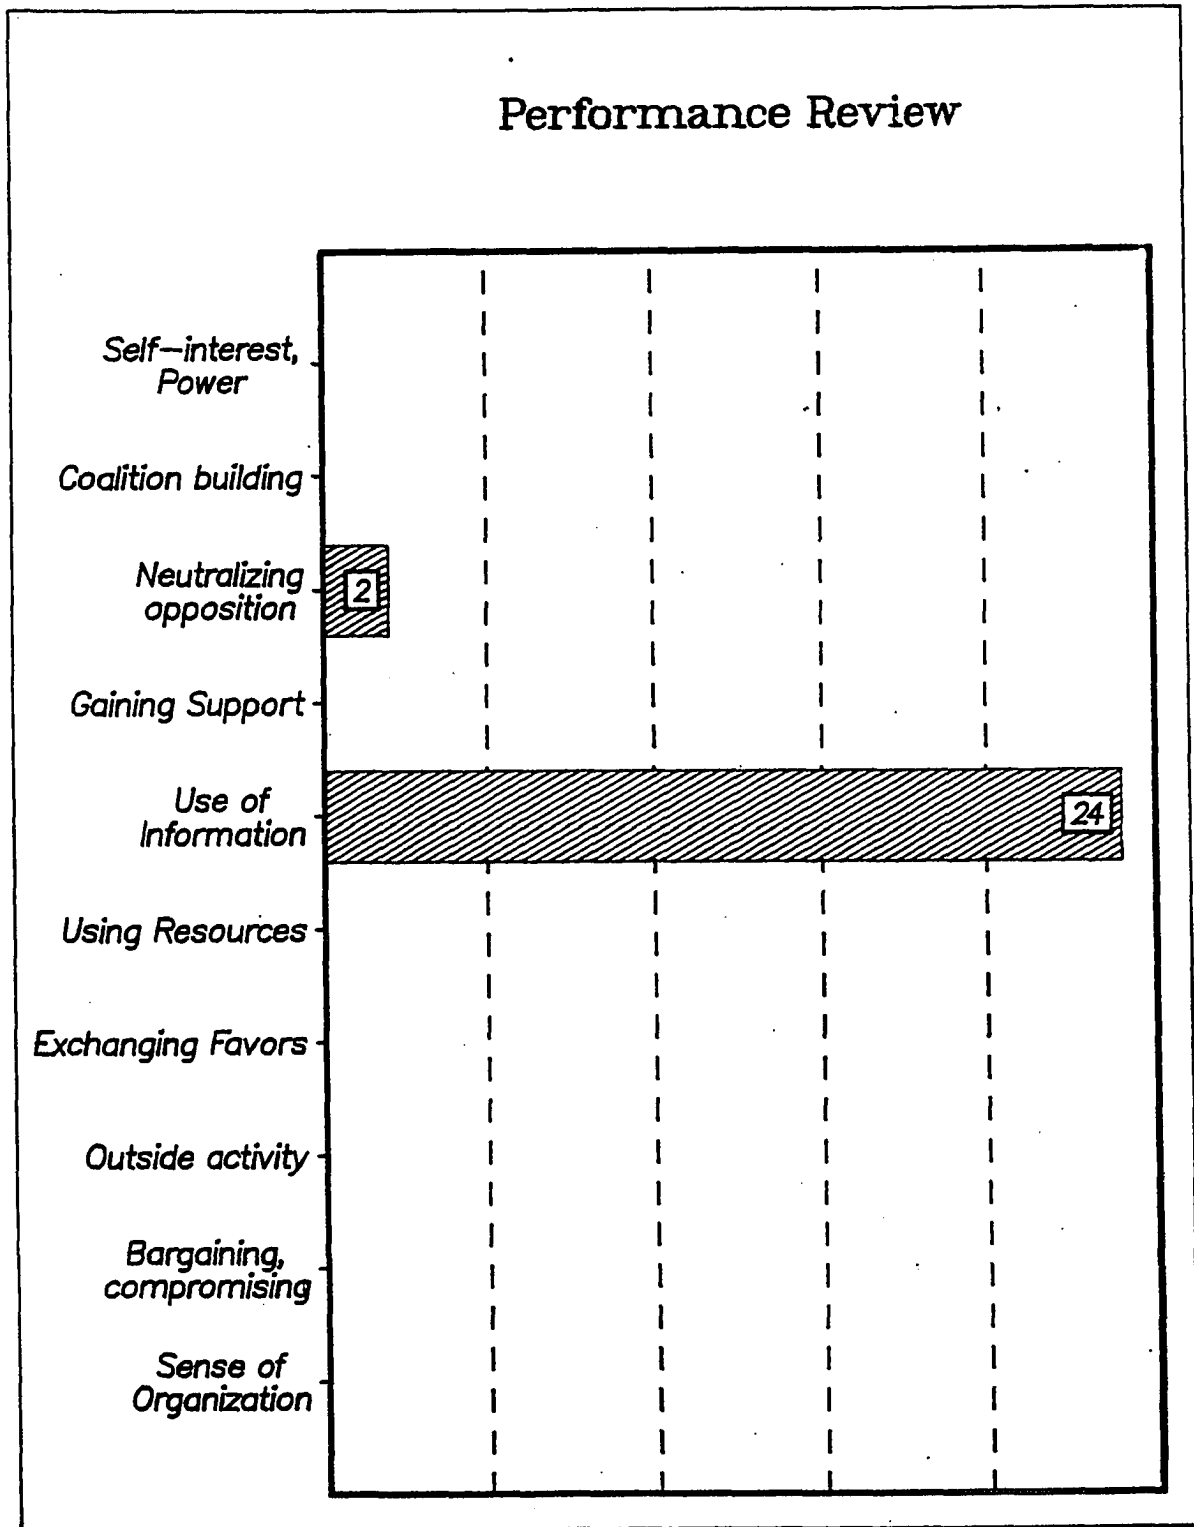 Performance Review
Self-interest,
Power
Coalition building
Neutralizing
opposition
2
Gaining Support
Use of
Information
24
Using Resources
Exchanging Favors
Outside activity
Bargaining,
compromising
Sense of
Organization